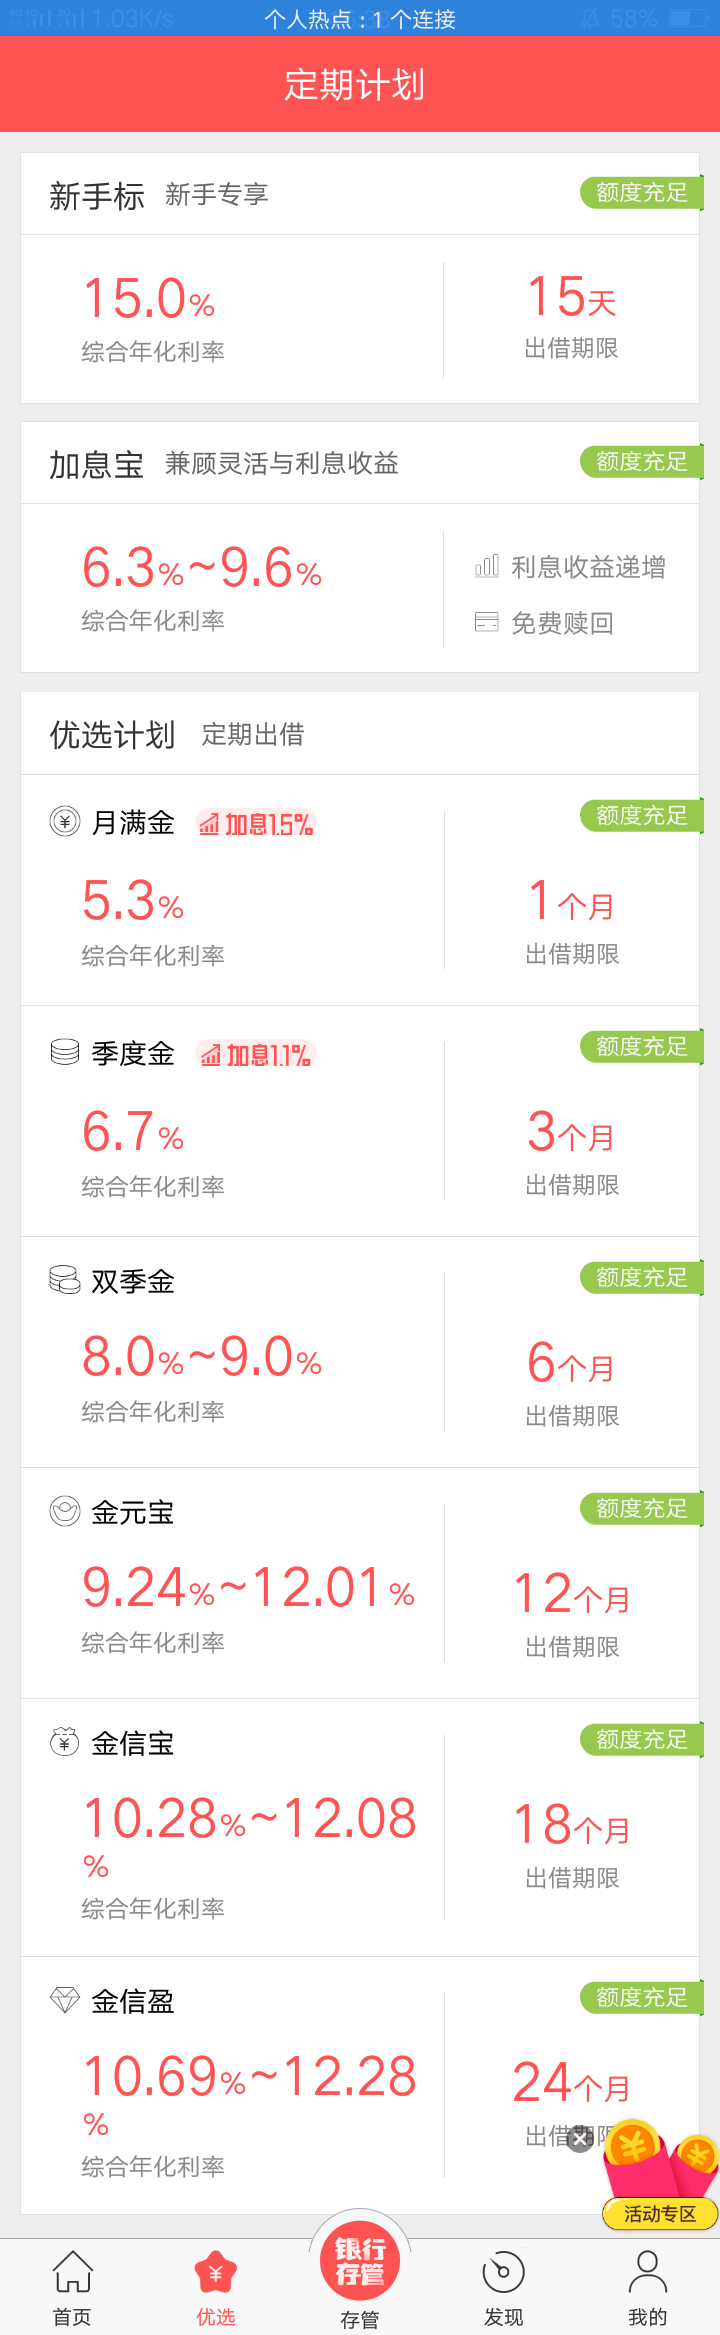 1.03K/s 个人热点：1 个连接 58%
定期计划
新手标 新手专享 额度充足
15.0% 15天
综合年化利率 出借期限
加息宝 兼顾灵活与利息收益 额度充足
6.3%~9.6% 利息收益递增
综合年化利率 免费赎回
优选计划 定期出借
月满金 加息1.5% 额度充足
5.3% 1个月
综合年化利率 出借期限
季度金 加息1.1% 额度充足
6.7% 3个月
综合年化利率 出借期限
双季金 额度充足
8.0%~9.0% 6个月
综合年化利率 出借期限
金元宝 额度充足
9.24%~12.01% 12个月
综合年化利率 出借期限
金信宝 额度充足
10.28%~12.08 18个月
%
综合年化利率 出借期限
金信盈 额度充足
10.69%~12.28 24个月
%
综合年化利率 出借期限
活动专区
银行
存管
首页 优选 存管 发现 我的